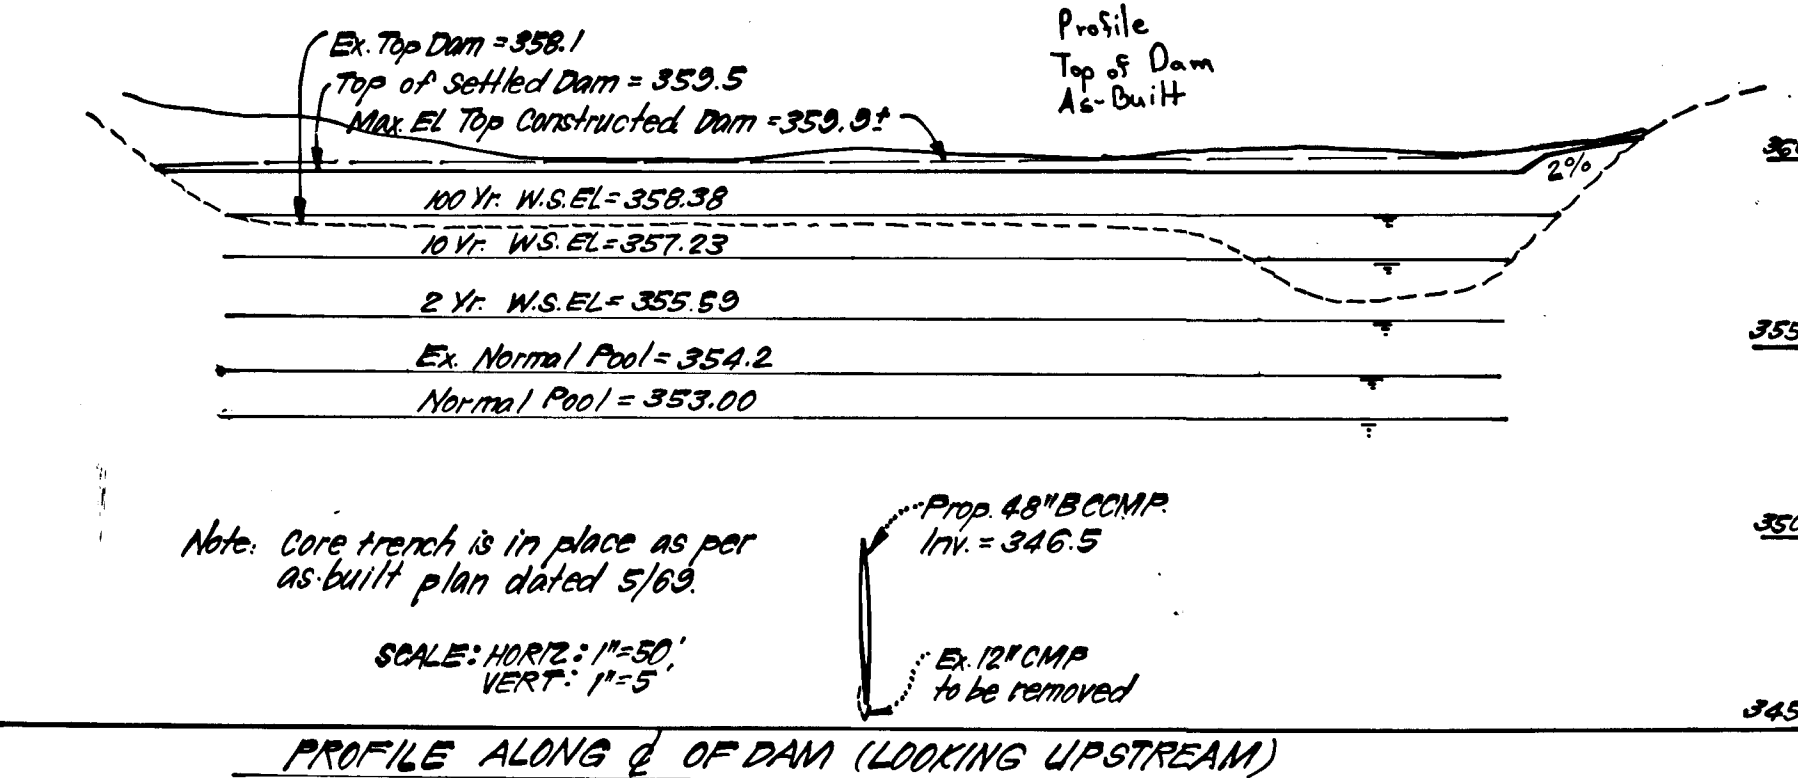 Profile
Top of Dam
As-Built
Ex. Top Dam = 358.1
Top of Settled Dam = 359.5
Max. El Top Constructed Dam = 359.9±
2%
100 Yr. W.S. EL = 358.38
10 Yr. W.S. EL = 357.23
2 Yr. W.S. EL = 355.59
Ex. Normal Pool = 354.2
Normal Pool = 353.00
355
350
345
Note: Core trench is in place as per
as-built plan dated 5/69.
Prop. 48" BCCMP.
Inv. = 346.5
SCALE: HORIZ: 1"=50'
VERT: 1"=5'
Ex. 12" CMP
to be removed
PROFILE ALONG ℄ OF DAM (LOOKING UPSTREAM)